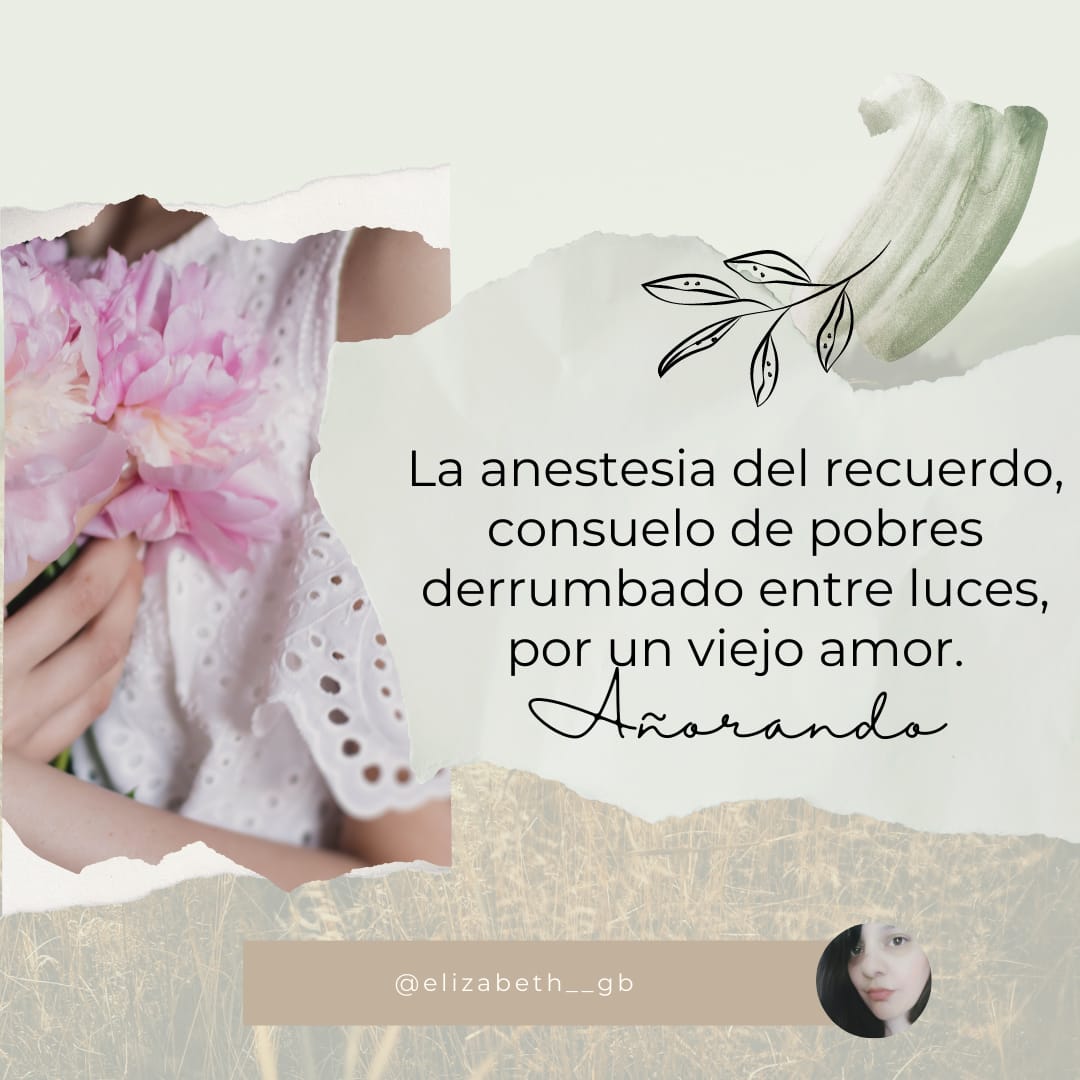 La anestesia del recuerdo,
consuelo de pobres
derrumbado entre luces,
por un viejo amor.
Añorando
@elizabeth__gb